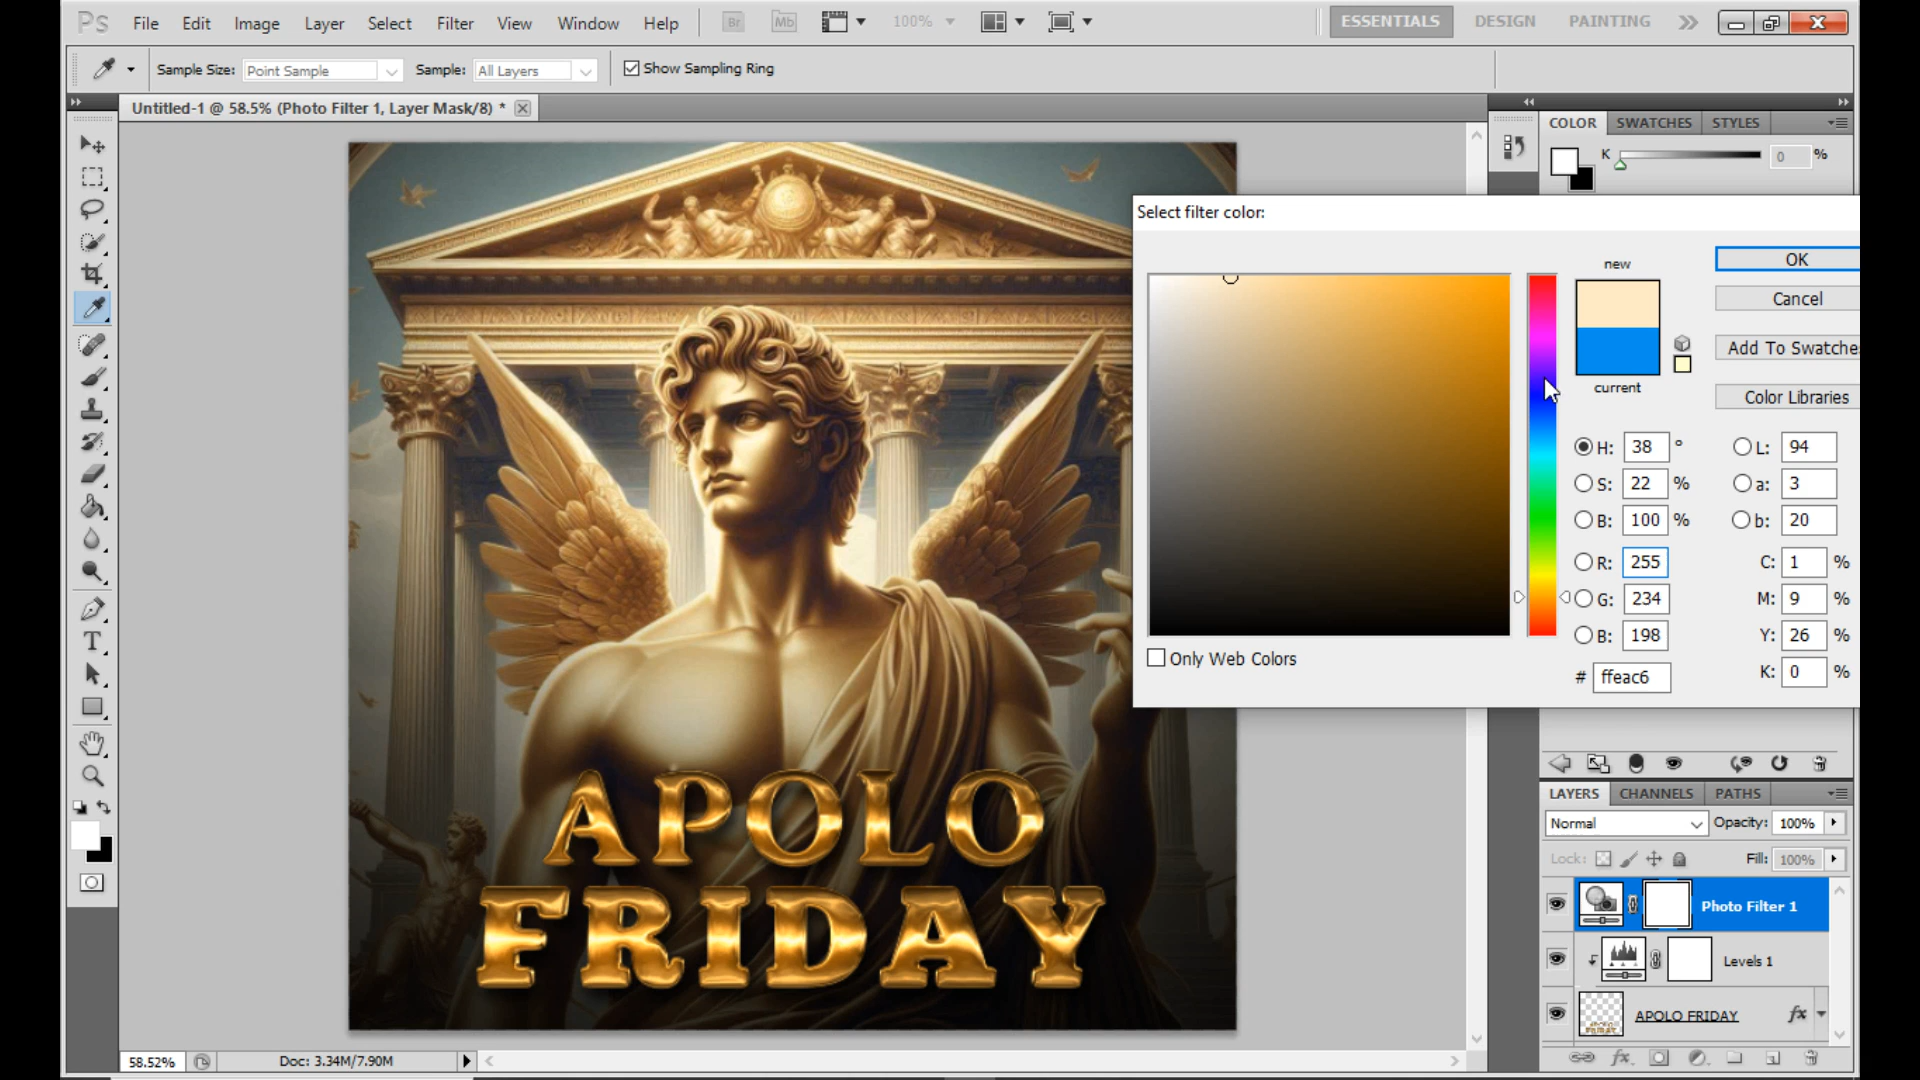 Ps File Edit Image Layer Select Filter View Window Help Br Mb 100% ESSENTIALS DESIGN PAINTING
Sample Size: Point Sample Sample: All Layers Show Sampling Ring
Untitled-1 @ 58.5% (Photo Filter 1, Layer Mask/8) *
COLOR SWATCHES STYLES
K 0 %
Select filter color:
new
OK
Cancel
Add To Swatche
current
Color Libraries
H: 38 ° L: 94
S: 22 % a: 3
B: 100 % b: 20
R: 255 C: 1 %
G: 234 M: 9 %
B: 198 Y: 26 %
# ffeac6 K: 0 %
Only Web Colors
APOLO
FRIDAY
LAYERS CHANNELS PATHS
Normal Opacity: 100%
Lock: Fill: 100%
Photo Filter 1
Levels 1
APOLO FRIDAY fx
58.52% Doc: 3.34M/7.90M